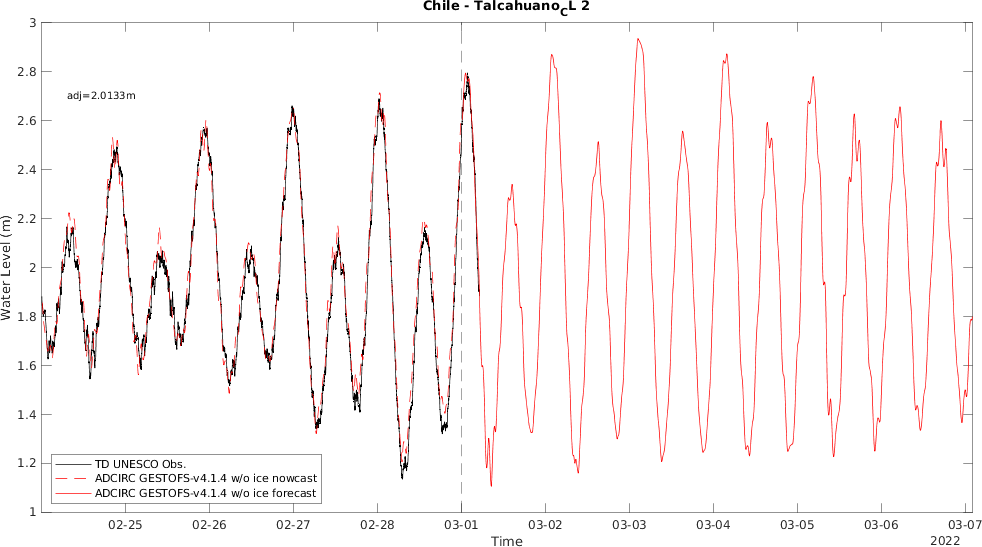 Chile - Talcahuano_CL 2
adj=2.0133m
Water Level (m)
3
2.8
2.6
2.4
2.2
2
1.8
1.6
1.4
1.2
1
TD UNESCO Obs.
ADCIRC GESTOFS-v4.1.4 w/o ice nowcast
ADCIRC GESTOFS-v4.1.4 w/o ice forecast
02-25 02-26 02-27 02-28 03-01 03-02 03-03 03-04 03-05 03-06 03-07
Time
2022